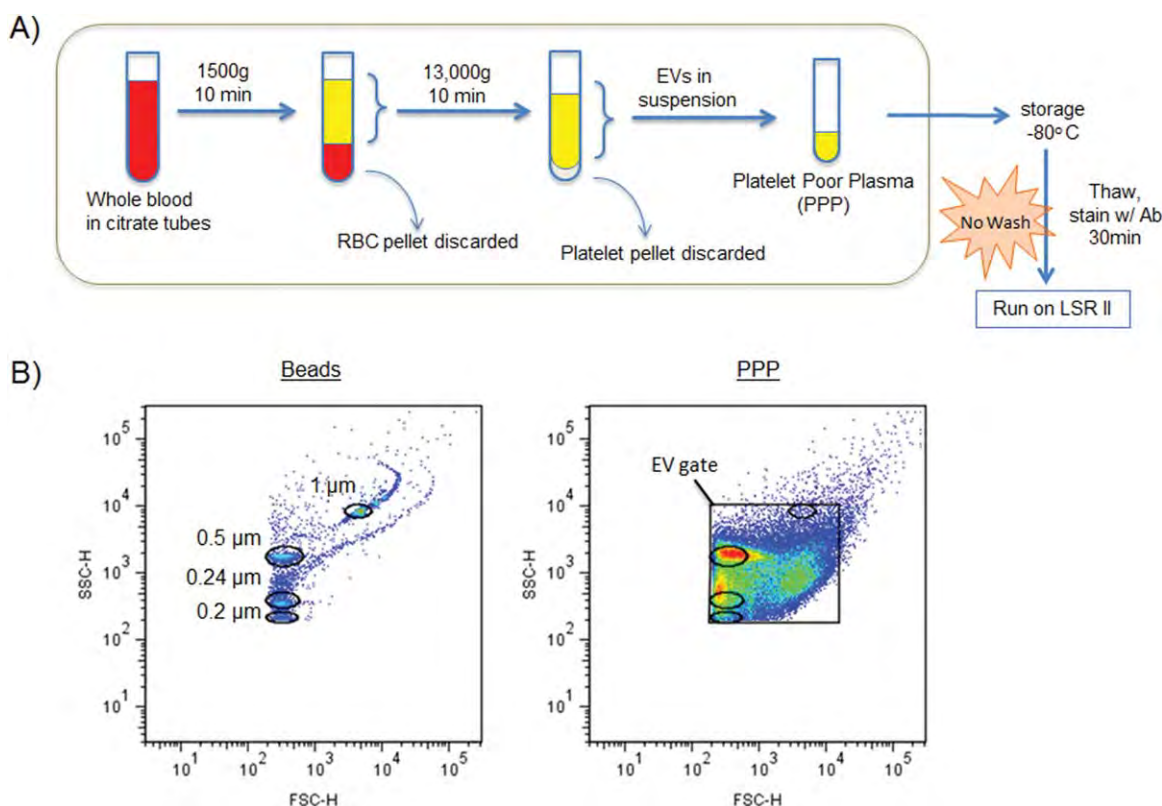 A)
1500g
10 min
13,000g
10 min
EVs in
suspension
storage
-80° C
Whole blood
in citrate tubes
RBC pellet discarded
Platelet pellet discarded
Platelet Poor Plasma
(PPP)
No Wash
Thaw,
stain w/ Ab
30min
Run on LSR II
B)
Beads
SSC-H
10⁵
10⁴
10³
10²
10¹
1 µm
0.5 µm
0.24 µm
0.2 µm
10¹ 10² 10³ 10⁴ 10⁵
FSC-H
PPP
EV gate
SSC-H
10⁵
10⁴
10³
10²
10¹
10¹ 10² 10³ 10⁴ 10⁵
FSC-H